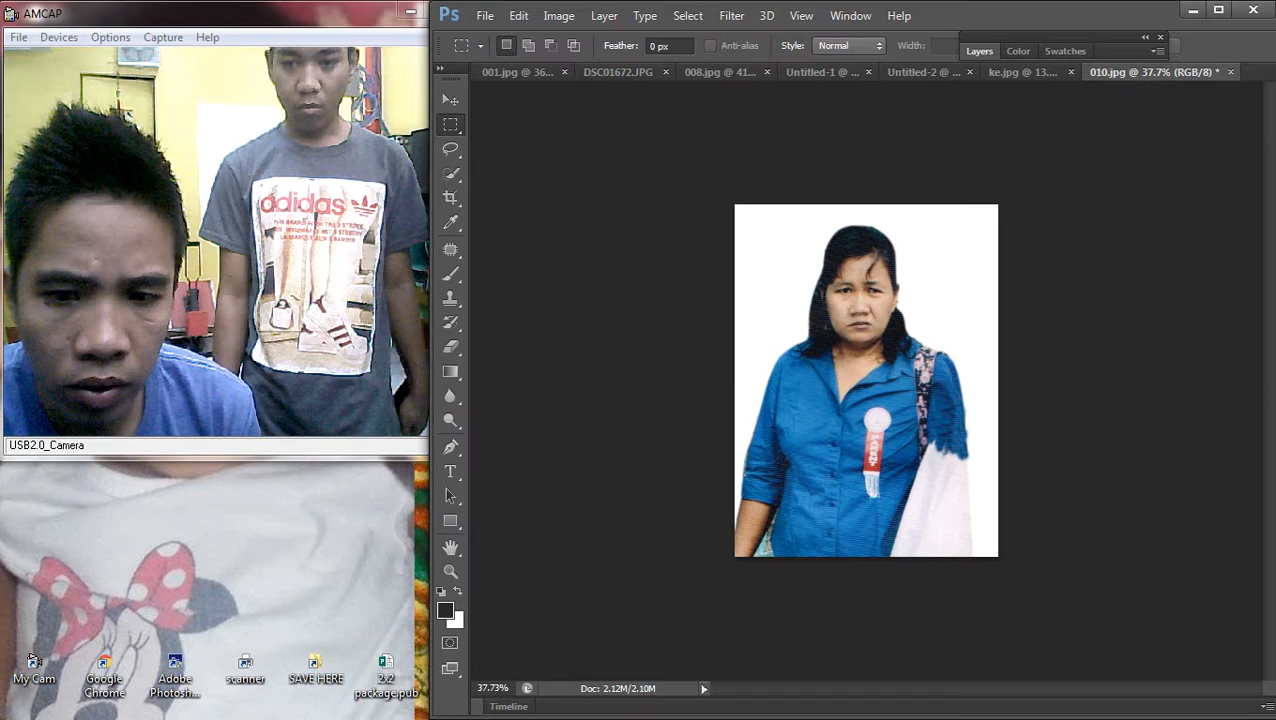 AMCAP
File Devices Options Capture Help
adidas
USB2.0_Camera
My Cam
Google Chrome
Adobe Photosh...
scanner
SAVE HERE
2x2 package.pub
Ps File Edit Image Layer Type Select Filter 3D View Window Help
Feather: 0 px Anti-alias Style: Normal Width:
Layers Color Swatches
001.jpg @ 36... × DSC01672.JPG × 008.jpg @ 41... × Untitled-1 @ ... × Untitled-2 @ ... × ke.jpg @ 13.... × 010.jpg @ 37.7% (RGB/8) * ×
PARENT
37.73% Doc: 2.12M/2.10M
Timeline